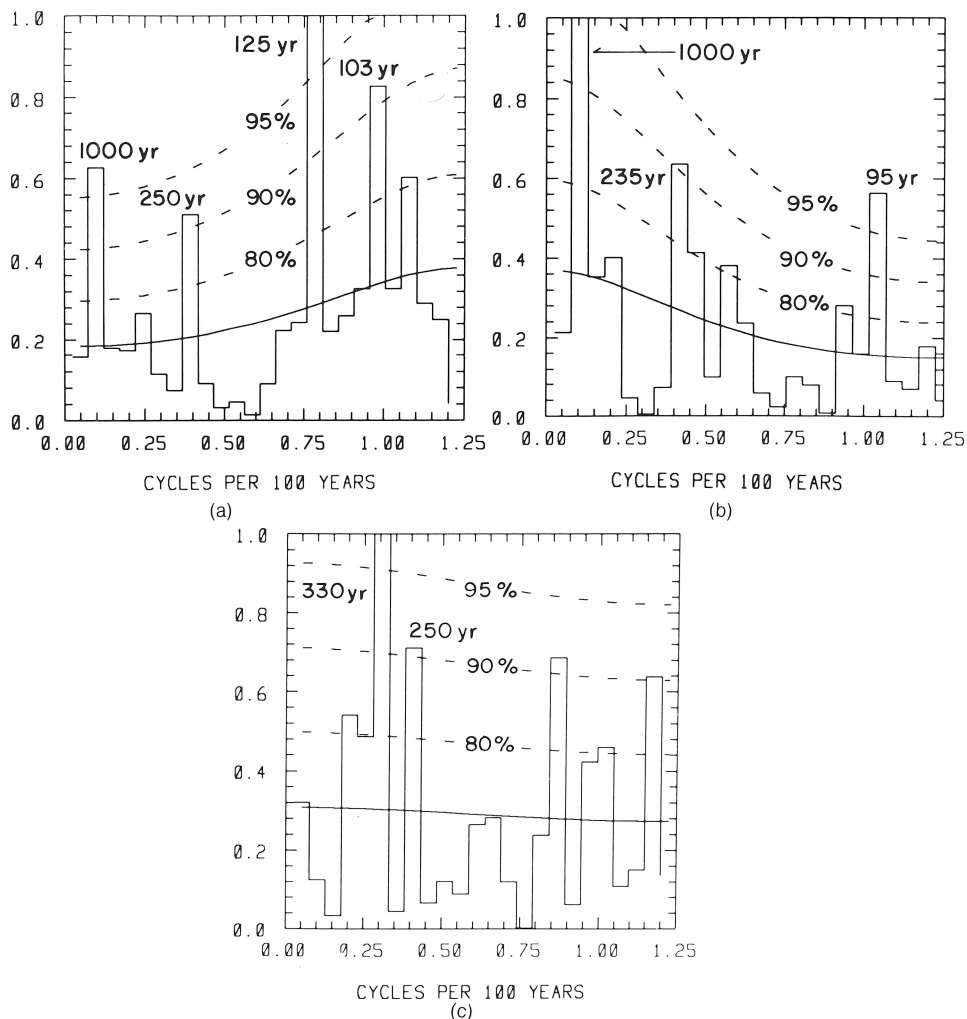 1.0
0.8
0.6
0.4
0.2
0.0
125 yr
103 yr
95%
1000 yr
90%
250 yr
80%
0.00 0.25 0.50 0.75 1.00 1.25
CYCLES PER 100 YEARS
(a)
1.0
0.8
0.6
0.4
0.2
0.0
1000 yr
235 yr
95 yr
95%
90%
80%
0.00 0.25 0.50 0.75 1.00 1.25
CYCLES PER 100 YEARS
(b)
1.0
0.8
0.6
0.4
0.2
0.0
330 yr
95%
250 yr
90%
80%
0.00 0.25 0.50 0.75 1.00 1.25
CYCLES PER 100 YEARS
(c)